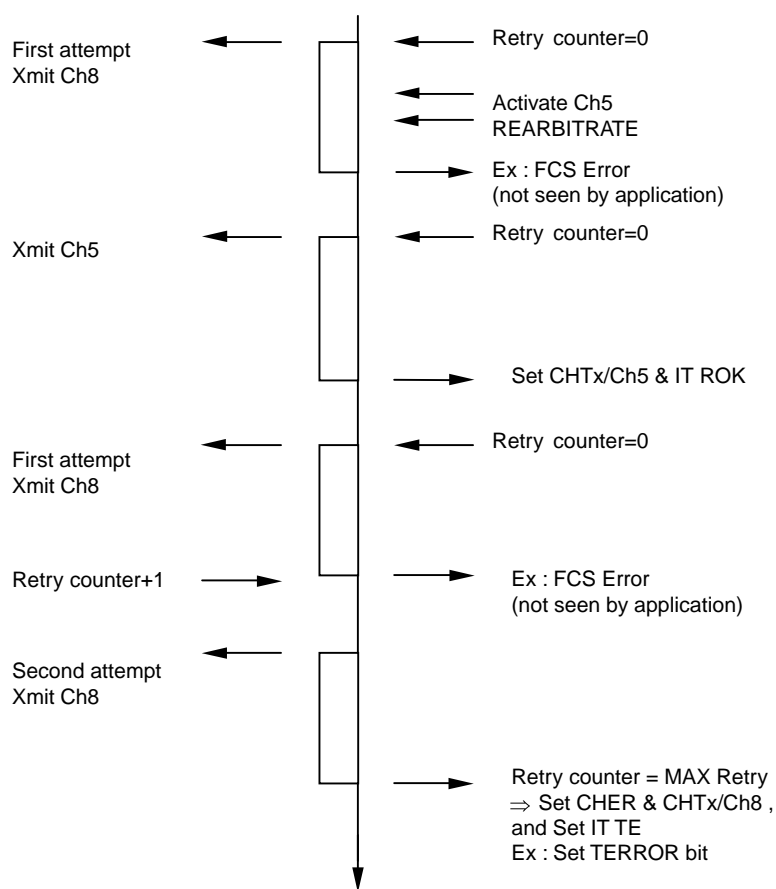 First attempt
Xmit Ch8
Retry counter=0
Activate Ch5
REARBITRATE
Ex : FCS Error
(not seen by application)
Xmit Ch5
Retry counter=0
Set CHTx/Ch5 & IT ROK
First attempt
Xmit Ch8
Retry counter=0
Retry counter+1
Ex : FCS Error
(not seen by application)
Second attempt
Xmit Ch8
Retry counter = MAX Retry
⇒ Set CHER & CHTx/Ch8 ,
and Set IT TE
Ex : Set TERROR bit